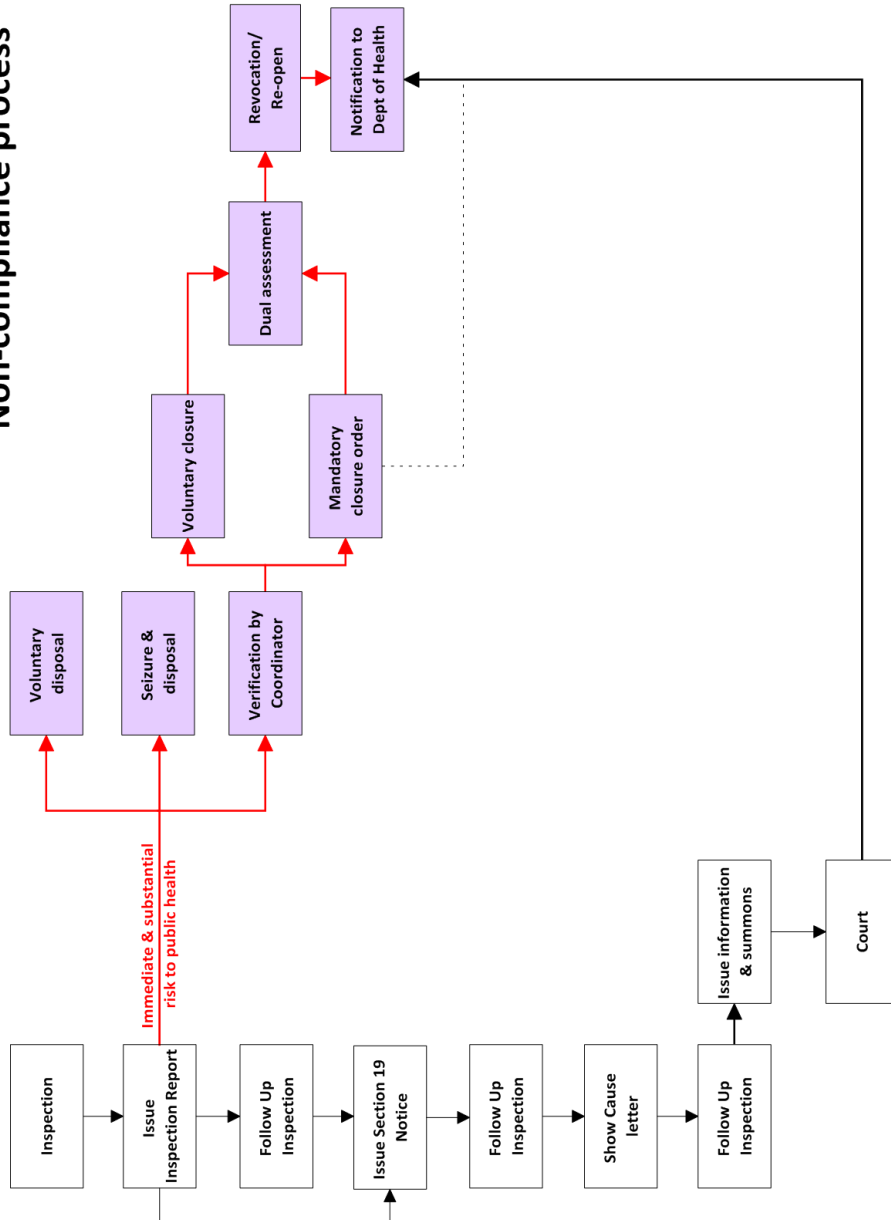 Non-compliance process
Inspection
Issue
Inspection Report
Follow Up
Inspection
Issue Section 19
Notice
Follow Up
Inspection
Show Cause
letter
Follow Up
Inspection
Immediate & substantial
risk to public health
Issue information
& summons
Court
Voluntary
disposal
Seizure &
disposal
Verification by
Coordinator
Voluntary closure
Mandatory
closure order
Dual assessment
Revocation/
Re-open
Notification to
Dept of Health